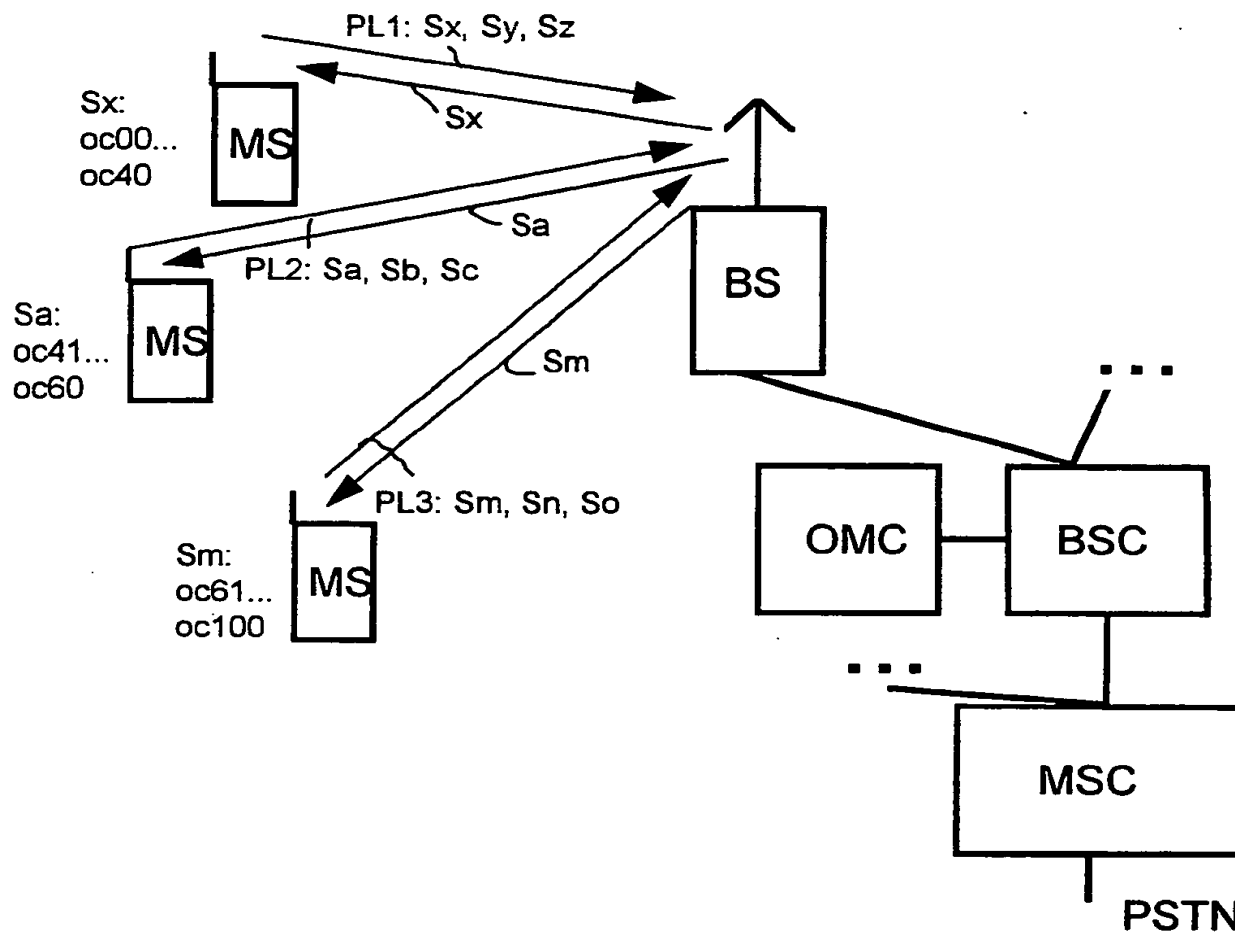 PL1: Sx, Sy, Sz
Sx:
oc00...
oc40
MS
Sx
Sa
PL2: Sa, Sb, Sc
Sa:
oc41...
oc60
MS
BS
Sm
PL3: Sm, Sn, So
Sm:
oc61...
oc100
MS
OMC
BSC
MSC
PSTN